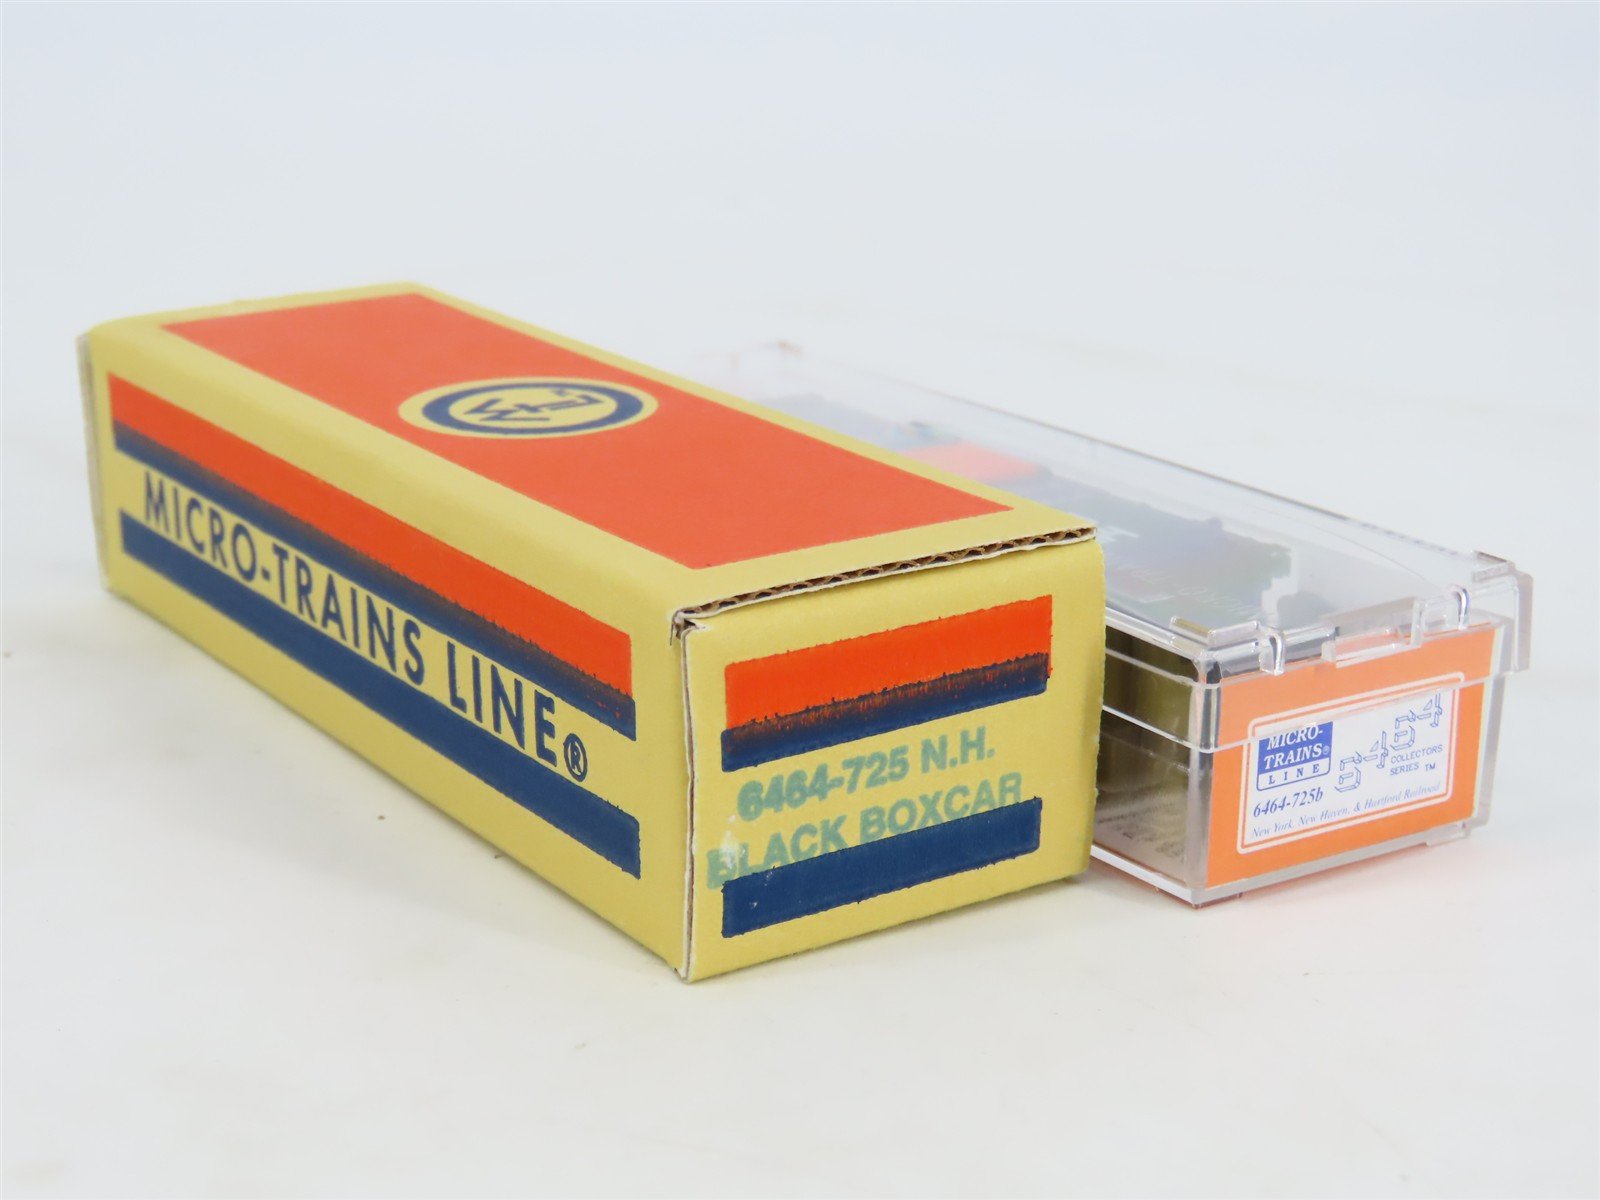 MICRO-TRAINS LINE®
6464-725 N.H.
BLACK BOXCAR
MICRO-
TRAINS®
LINE
6464
COLLECTORS
SERIES ™
6464-725b
New York, New Haven, & Hartford Railroad